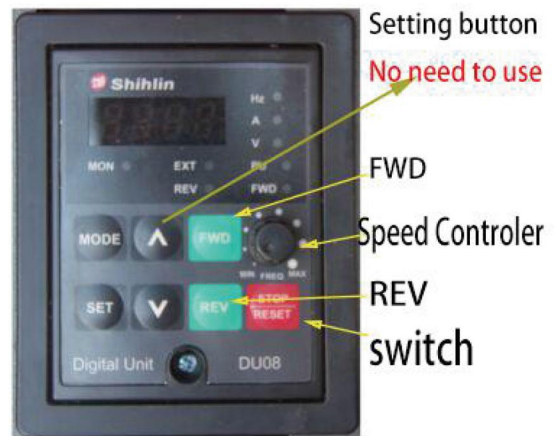 Setting button
No need to use
Shihlin
Hz
A
V
MON EXT PU
REV FWD
FWD
MODE FWD
Speed Controler
MIN FREQ MAX
SET REV STOP
RESET
REV
switch
Digital Unit DU08